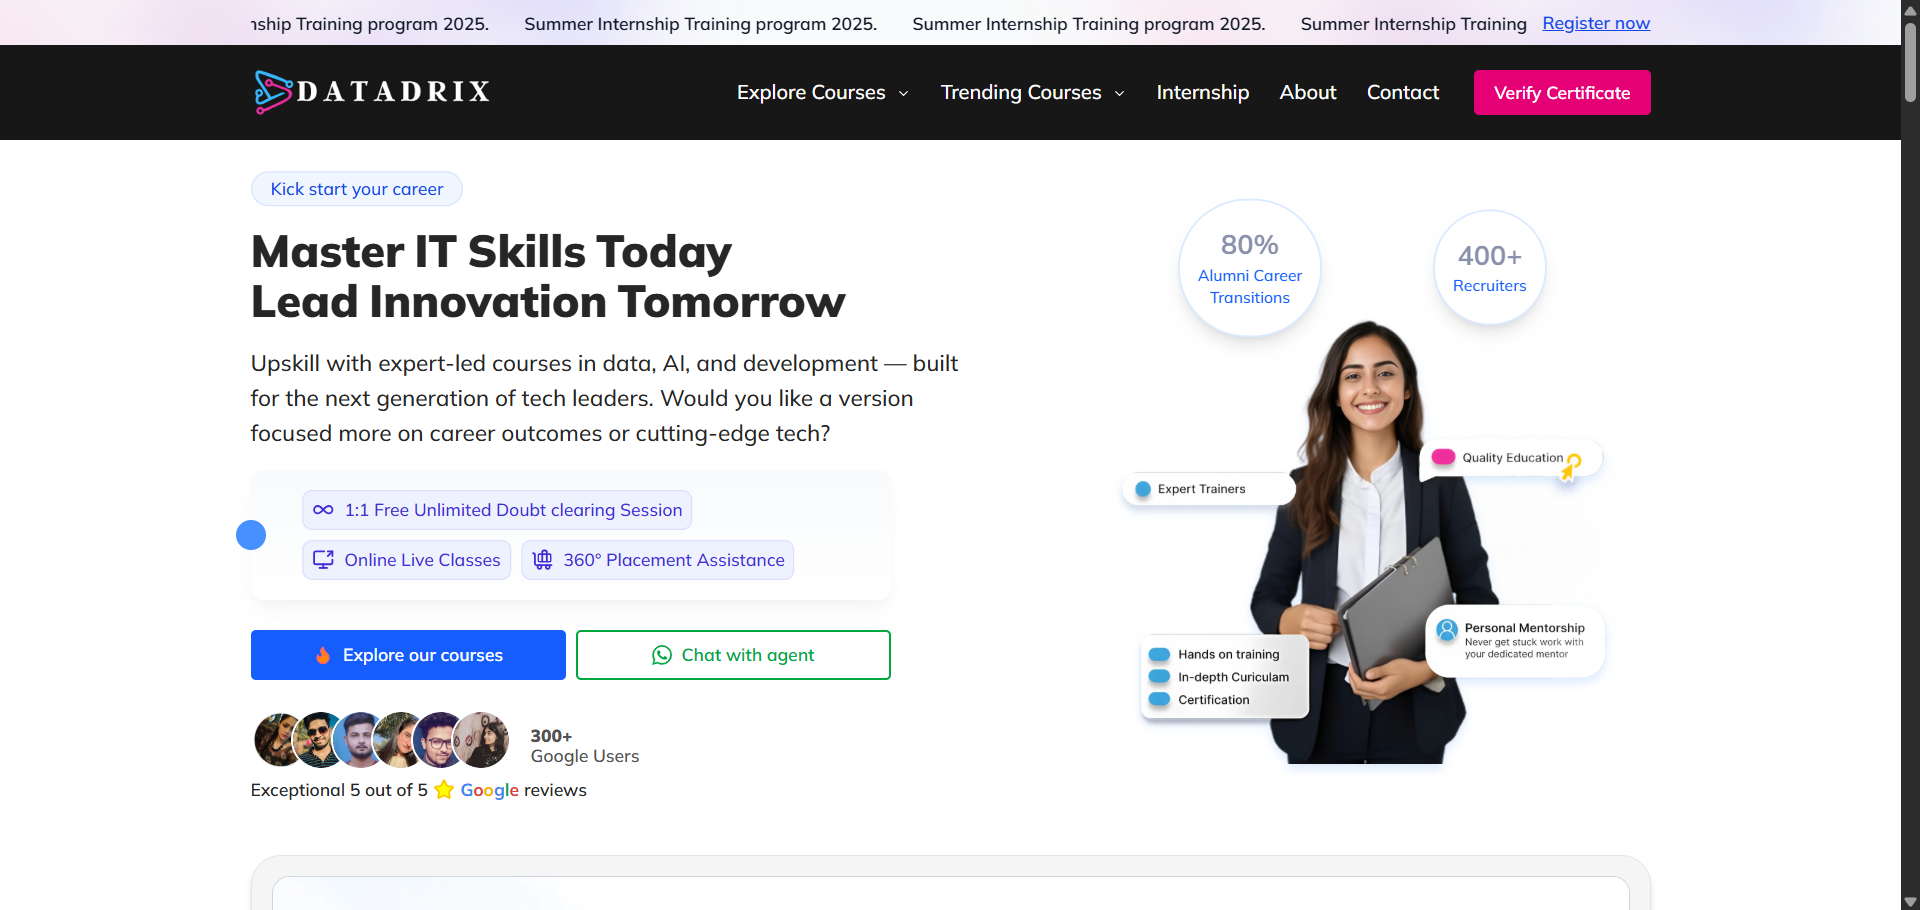 nship Training program 2025. Summer Internship Training program 2025. Summer Internship Training program 2025. Summer Internship Training Register now
DATADRIX Explore Courses Trending Courses Internship About Contact Verify Certificate
Kick start your career
Master IT Skills Today
Lead Innovation Tomorrow
Upskill with expert-led courses in data, AI, and development — built
for the next generation of tech leaders. Would you like a version
focused more on career outcomes or cutting-edge tech?
1:1 Free Unlimited Doubt clearing Session
Online Live Classes 360° Placement Assistance
Explore our courses Chat with agent
300+
Google Users
Exceptional 5 out of 5 Google reviews
80%
Alumni Career
Transitions
400+
Recruiters
Quality Education
Expert Trainers
Personal Mentorship
Never get stuck work with
your dedicated mentor
Hands on training
In-depth Curiculam
Certification